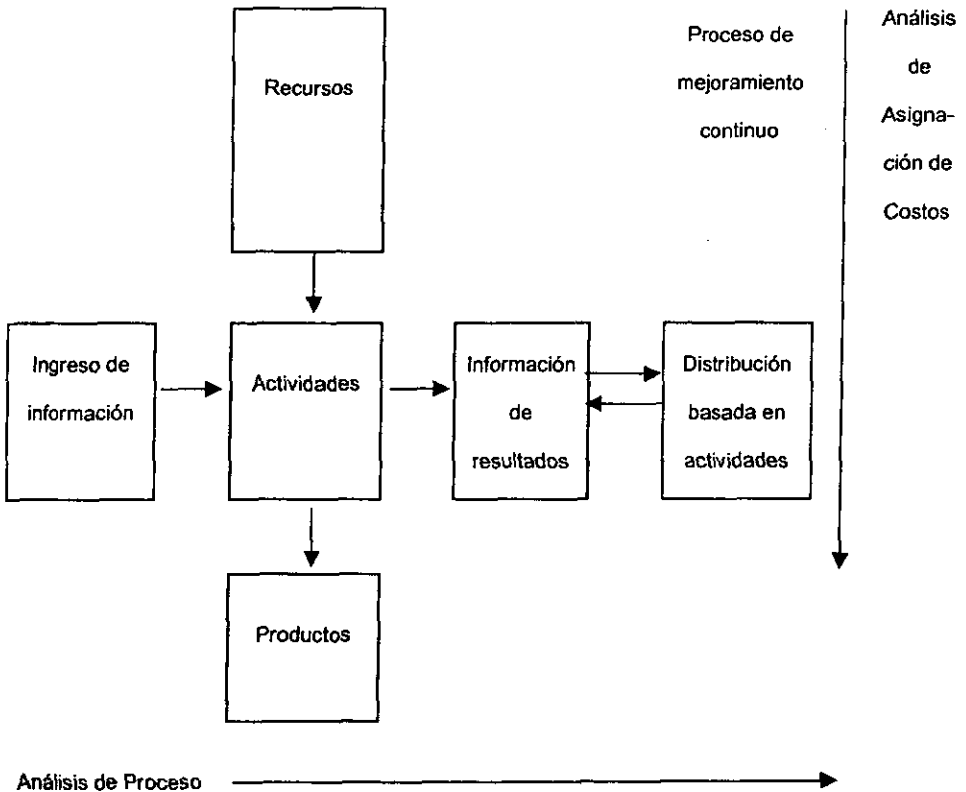 Recursos
Proceso de
mejoramiento
continuo
Análisis
de
Asigna-
ción de
Costos
Ingreso de
información
Actividades
Información
de
resultados
Distribución
basada en
actividades
Productos
Análisis de Proceso